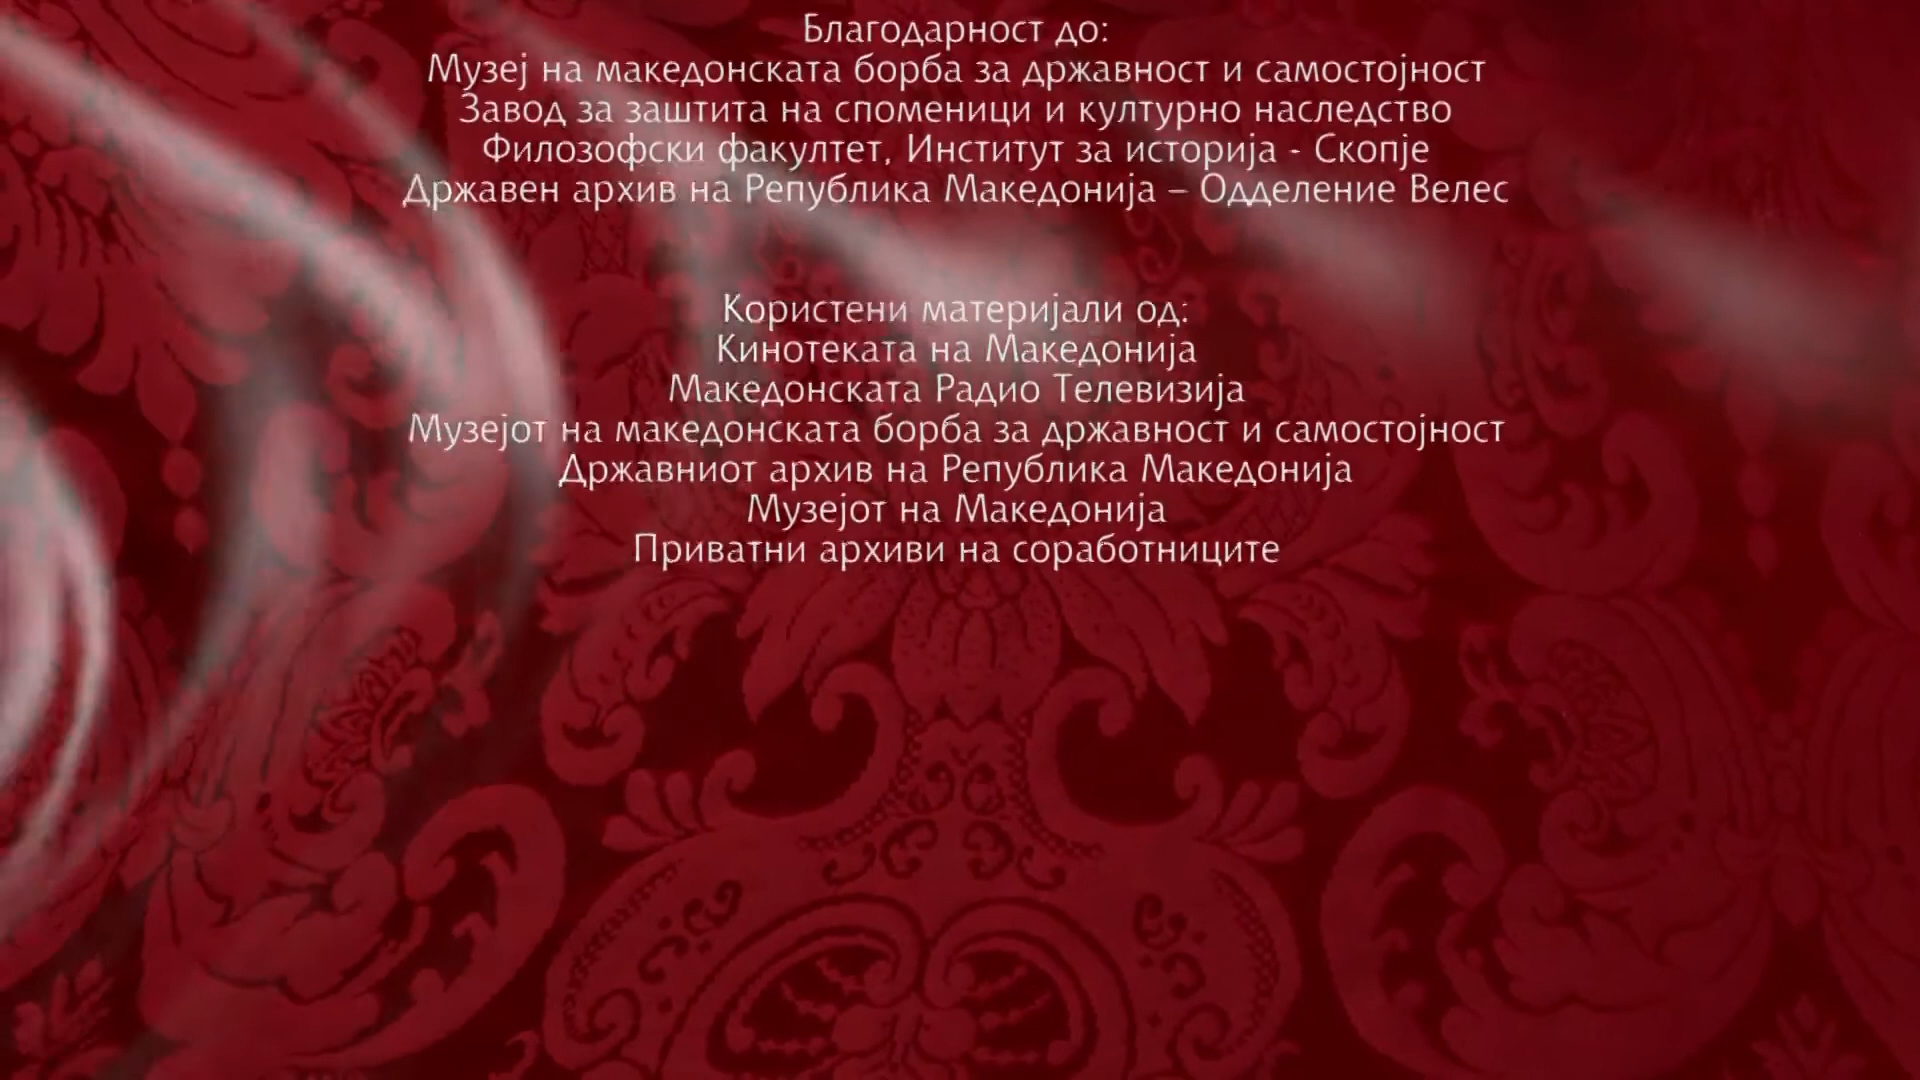 Благодарност до:
Музеј на македонската борба за државност и самостојност
Завод за заштита на споменици и културно наследство
Филозофски факултет, Институт за историја - Скопје
Државен архив на Република Македонија – Одделение Велес
Користени материјали од:
Кинотеката на Македонија
Македонската Радио Телевизија
Музејот на македонската борба за државност и самостојност
Државниот архив на Република Македонија
Музејот на Македонија
Приватни архиви на соработниците